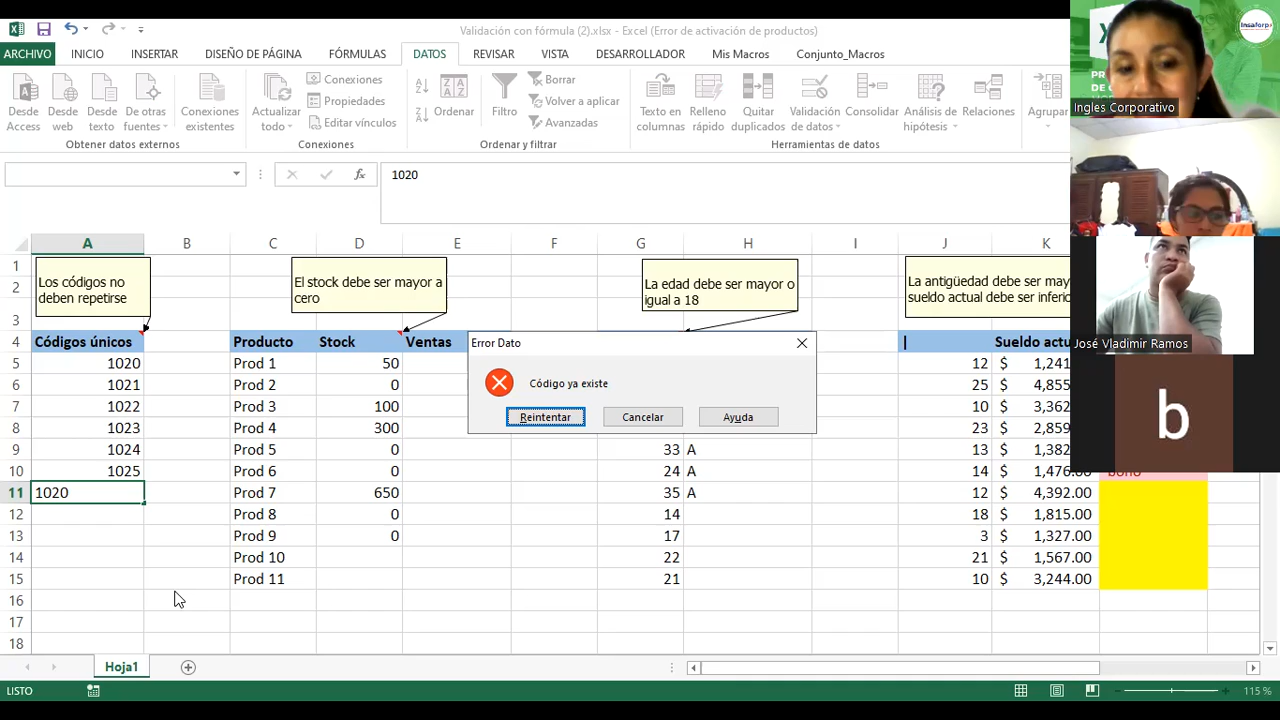 Validación con fórmula (2).xlsx - Excel (Error de activación de productos)
ARCHIVO INICIO INSERTAR DISEÑO DE PÁGINA FÓRMULAS DATOS REVISAR VISTA DESARROLLADOR Mis Macros Conjunto_Macros
Desde Access
Desde web
Desde texto
De otras fuentes
Conexiones existentes
Obtener datos externos
Actualizar todo
Conexiones
Propiedades
Editar vínculos
Conexiones
Ordenar
Filtro
Borrar
Volver a aplicar
Avanzadas
Ordenar y filtrar
Texto en columnas
Relleno rápido
Quitar duplicados
Validación de datos
Consolidar
Análisis de hipótesis
Relaciones
Herramientas de datos
Agrupar
fx 1020
A B C D E F G H I J K
Los códigos no
deben repetirse
El stock debe ser mayor a
cero
La edad debe ser mayor o
igual a 18
La antigüedad debe ser may
sueldo actual debe ser inferio
1
2
3
4 Códigos únicos Producto Stock Ventas | Sueldo actu
5 1020 Prod 1 50 12 $ 1,241
6 1021 Prod 2 0 25 $ 4,855
7 1022 Prod 3 100 10 $ 3,362
8 1023 Prod 4 300 23 $ 2,859
9 1024 Prod 5 0 33 A 13 $ 1,382
10 1025 Prod 6 0 24 A 14 $ 1,476 bono
11 1020 Prod 7 650 35 A 12 $ 4,392.00
12 Prod 8 0 14 18 $ 1,815.00
13 Prod 9 0 17 3 $ 1,327.00
14 Prod 10 22 21 $ 1,567.00
15 Prod 11 21 10 $ 3,244.00
16
17
18
Error Dato
Código ya existe
Reintentar Cancelar Ayuda
Hoja1
LISTO
115 %
Insaforp
Ingles Corporativo
José Vladimir Ramos
b